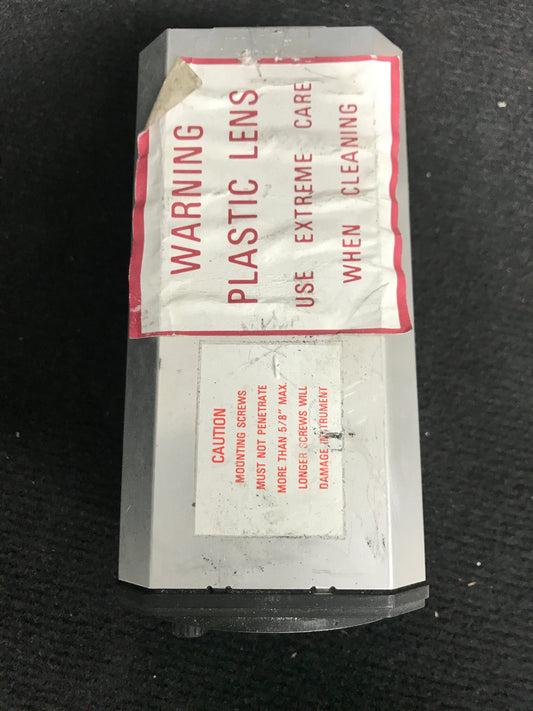 WARNING
PLASTIC LENS
USE EXTREME CARE
WHEN CLEANING
CAUTION
MOUNTING SCREWS
MUST NOT PENETRATE
MORE THAN 5/8" MAX.
LONGER SCREWS WILL
DAMAGE INSTRUMENT